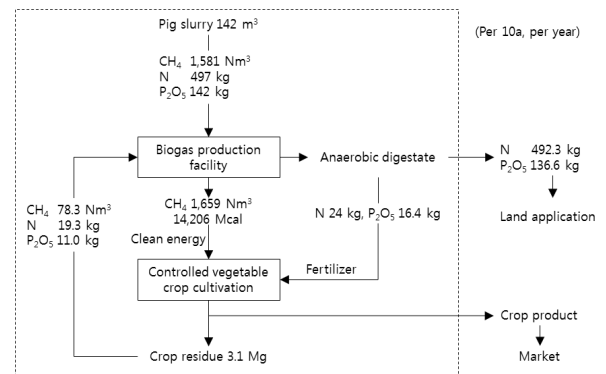 Pig slurry 142 m³
(Per 10a, per year)
CH₄ 1,581 Nm³
N 497 kg
P₂O₅ 142 kg
Biogas production
facility
Anaerobic digestate
N 492.3 kg
P₂O₅ 136.6 kg
Land application
CH₄ 78.3 Nm³
N 19.3 kg
P₂O₅ 11.0 kg
CH₄ 1,659 Nm³
14,206 Mcal
Clean energy
N 24 kg, P₂O₅ 16.4 kg
Controlled vegetable
crop cultivation
Fertilizer
Crop product
Market
Crop residue 3.1 Mg